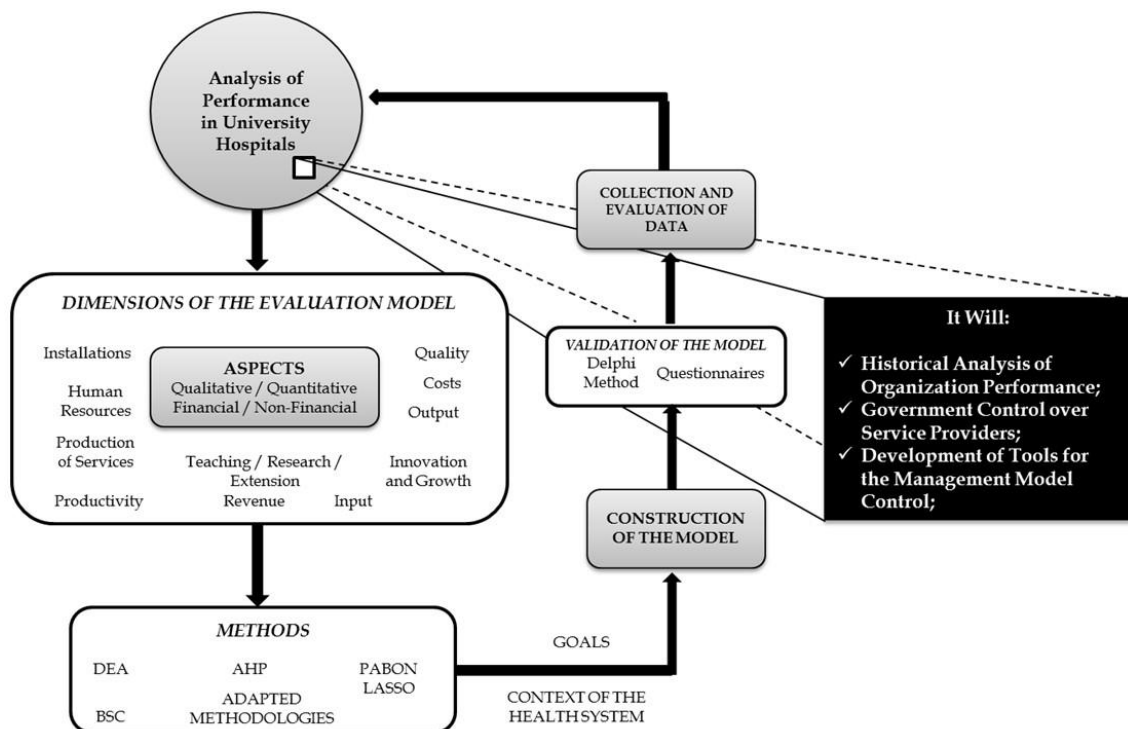 Analysis of
Performance
in University
Hospitals
DIMENSIONS OF THE EVALUATION MODEL
Installations
Human
Resources
Production
of Services
Productivity
ASPECTS
Qualitative / Quantitative
Financial / Non-Financial
Teaching / Research /
Extension
Revenue
Input
Quality
Costs
Output
Innovation
and Growth
METHODS
DEA
AHP
PABON
LASSO
BSC
ADAPTED
METHODOLOGIES
GOALS
CONTEXT OF THE
HEALTH SYSTEM
CONSTRUCTION
OF THE MODEL
VALIDATION OF THE MODEL
Delphi
Method
Questionnaires
COLLECTION AND
EVALUATION OF
DATA
It Will:
✓ Historical Analysis of
Organization Performance;
✓ Government Control over
Service Providers;
✓ Development of Tools for
the Management Model
Control;